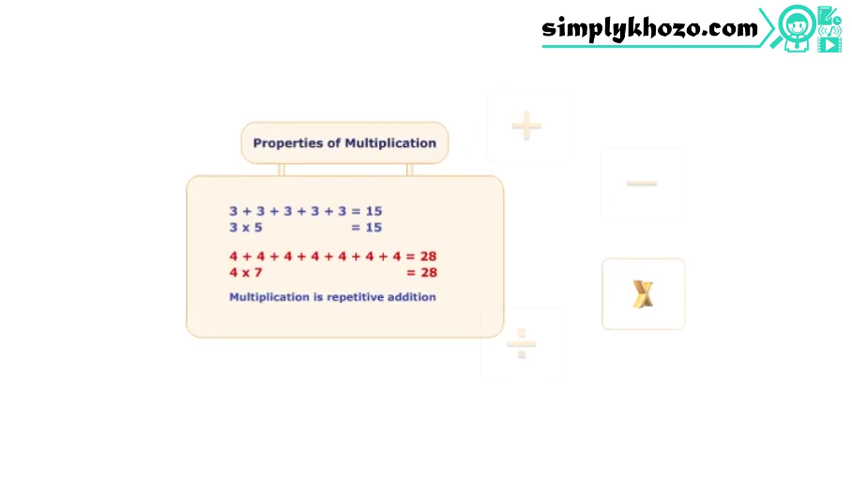 simplykhozo.com
Properties of Multiplication
3 + 3 + 3 + 3 + 3 = 15
3 x 5 = 15
4 + 4 + 4 + 4 + 4 + 4 + 4 = 28
4 x 7 = 28
Multiplication is repetitive addition
+
−
x
÷